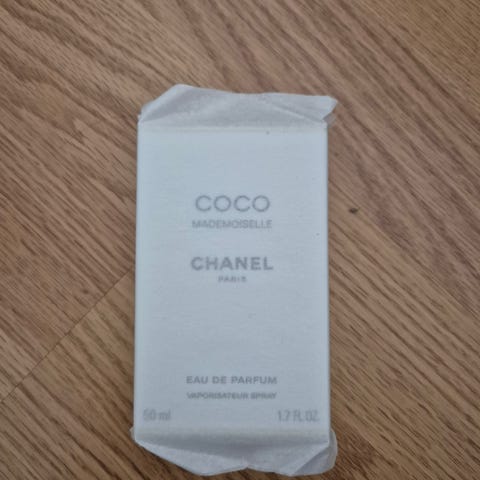 COCO
MADEMOISELLE
CHANEL
PARIS
EAU DE PARFUM
VAPORISATEUR SPRAY
50 ml 1.7 FL.OZ.